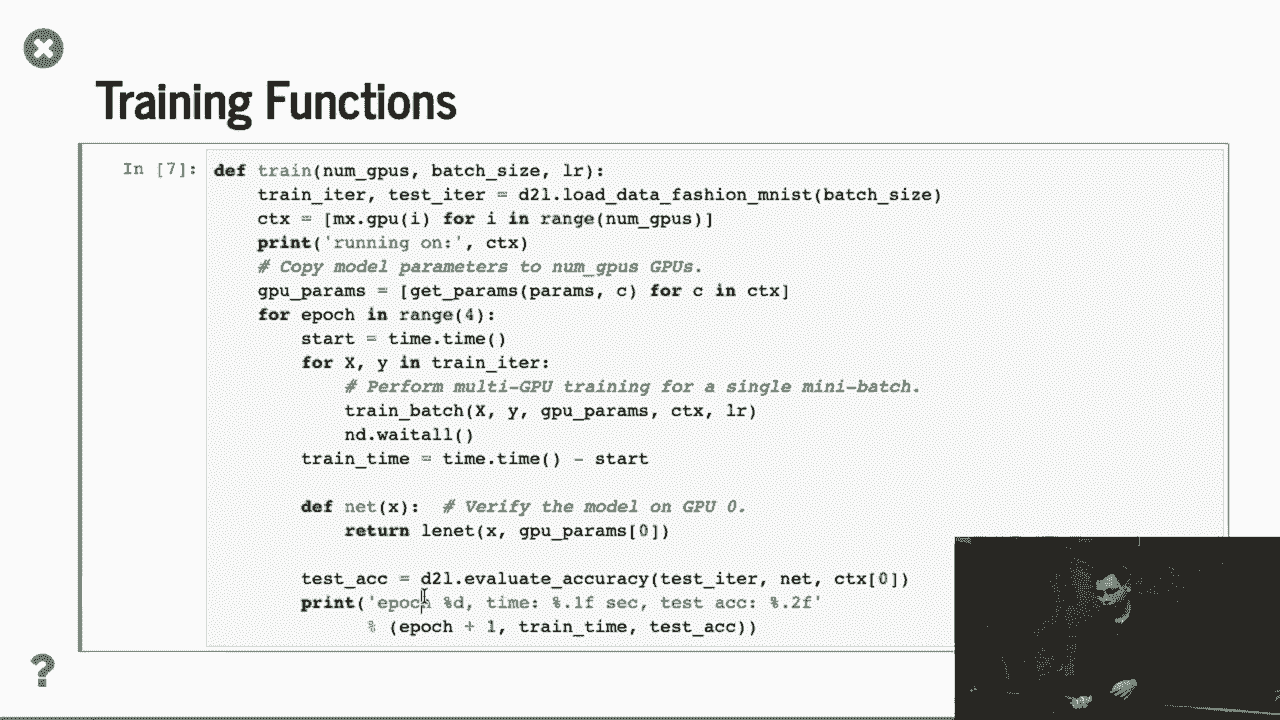 Training Functions
In [7]:
def train(num_gpus, batch_size, lr):
    train_iter, test_iter = d2l.load_data_fashion_mnist(batch_size)
    ctx = [mx.gpu(i) for i in range(num_gpus)]
    print('running on:', ctx)
    # Copy model parameters to num_gpus GPUs.
    gpu_params = [get_params(params, c) for c in ctx]
    for epoch in range(4):
        start = time.time()
        for X, y in train_iter:
            # Perform multi-GPU training for a single mini-batch.
            train_batch(X, y, gpu_params, ctx, lr)
            nd.waitall()
        train_time = time.time() - start

        def net(x):  # Verify the model on GPU 0.
            return lenet(x, gpu_params[0])

        test_acc = d2l.evaluate_accuracy(test_iter, net, ctx[0])
        print('epoch %d, time: %.1f sec, test acc: %.2f'
              % (epoch + 1, train_time, test_acc))
?